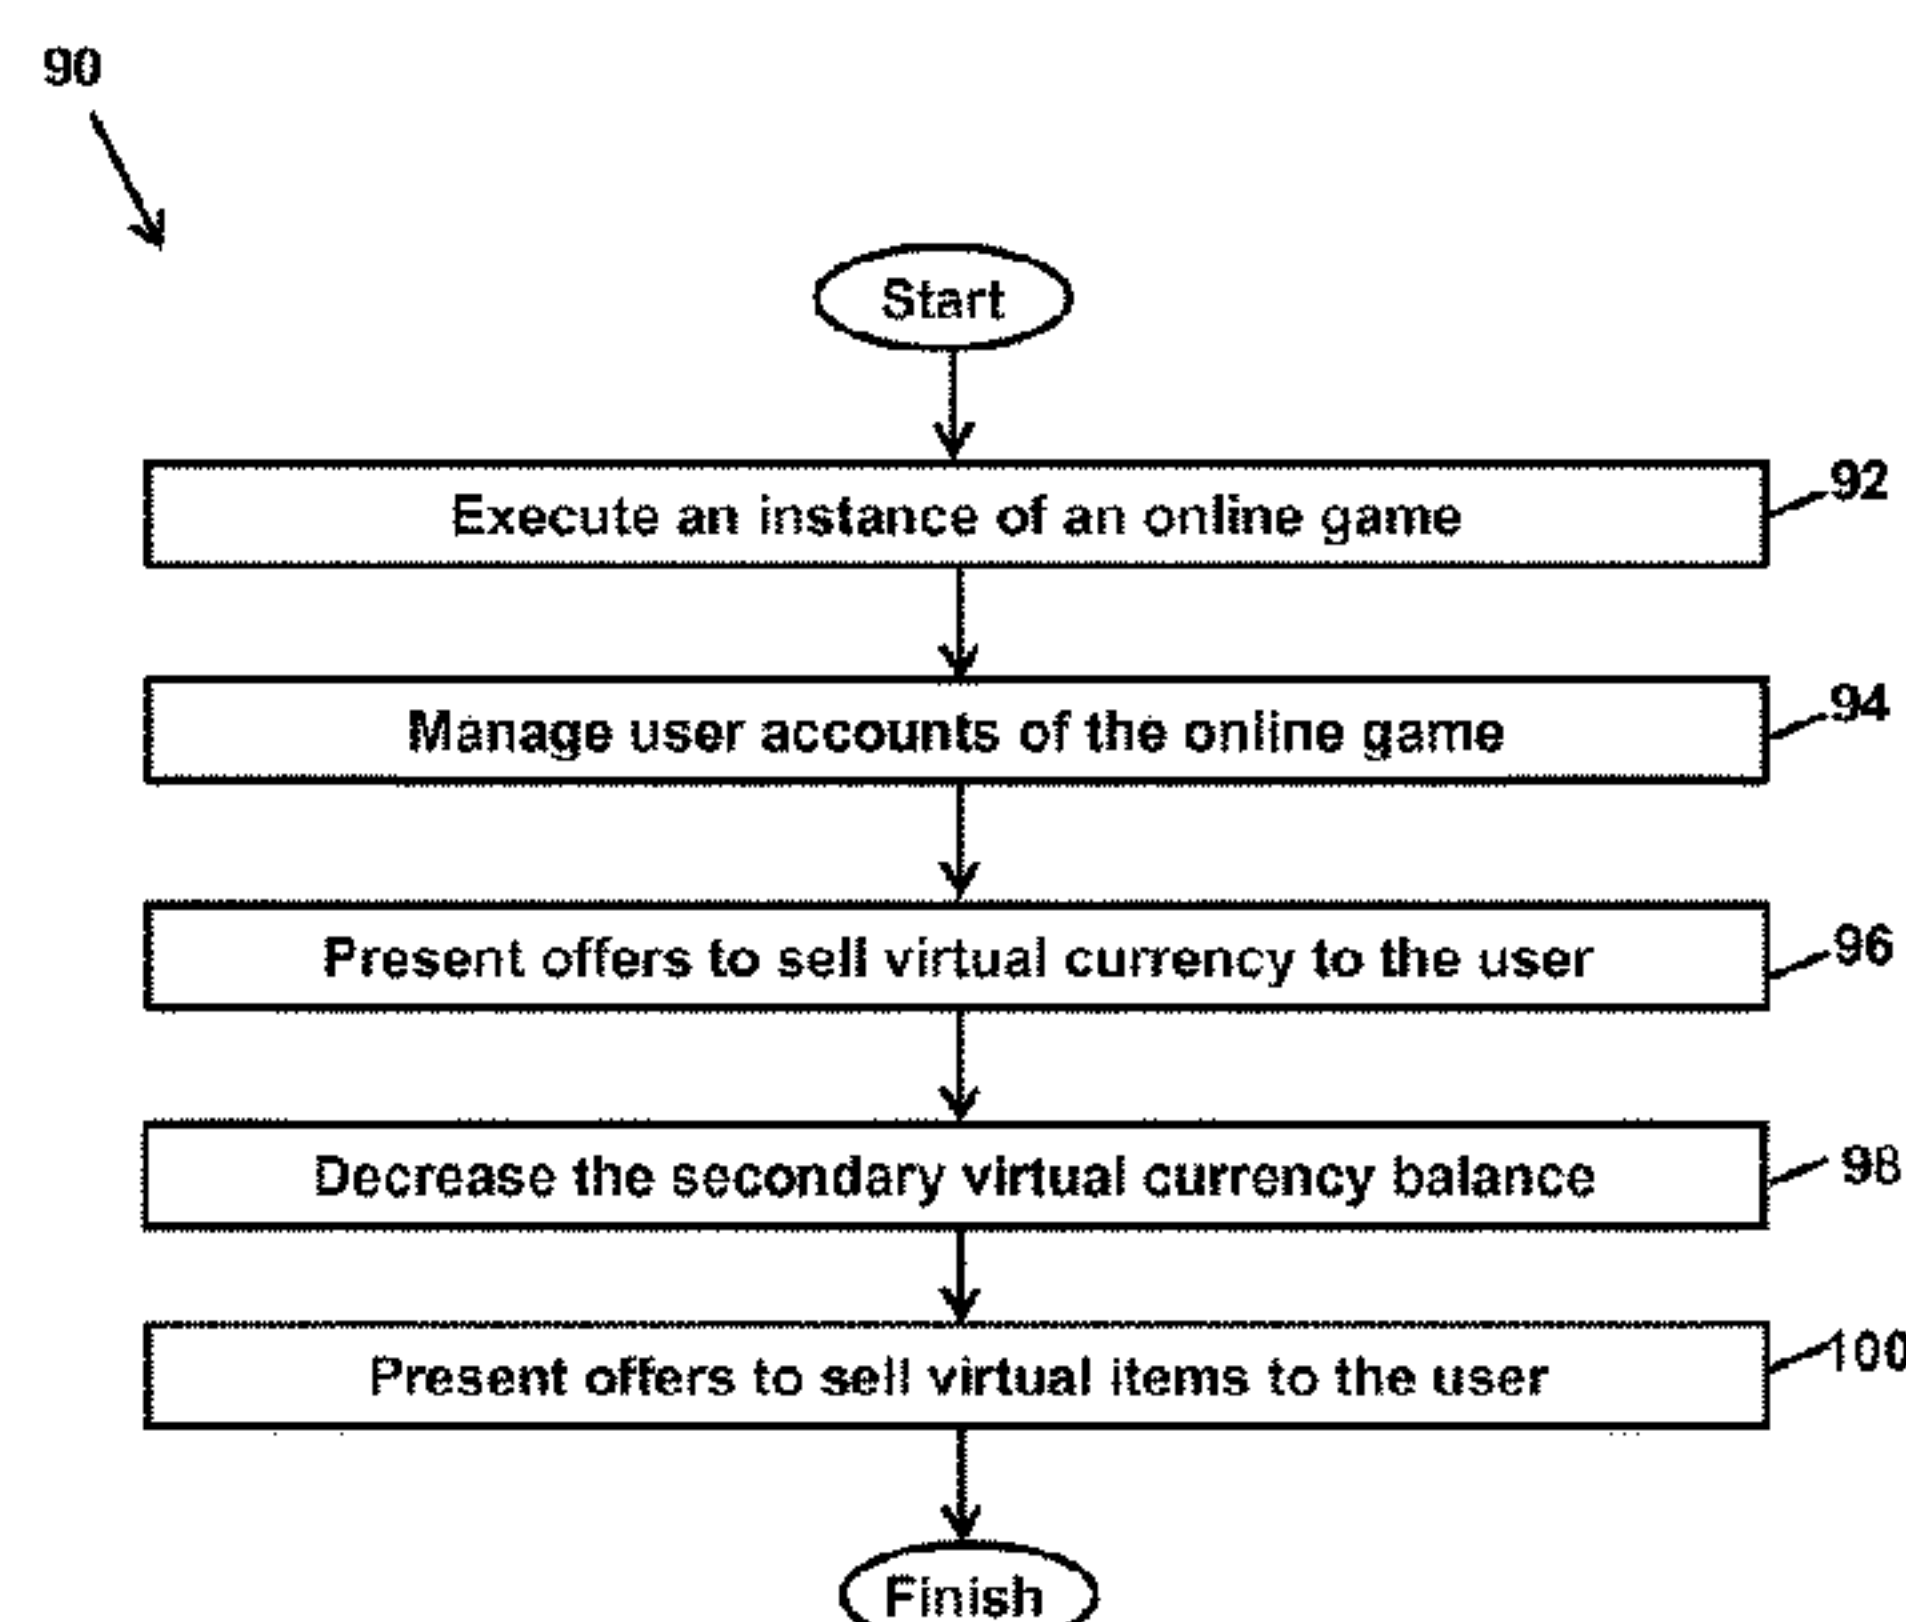 90
Start
Execute an instance of an online game
92
Manage user accounts of the online game
94
Present offers to sell virtual currency to the user
96
Decrease the secondary virtual currency balance
98
Present offers to sell virtual items to the user
100
Finish